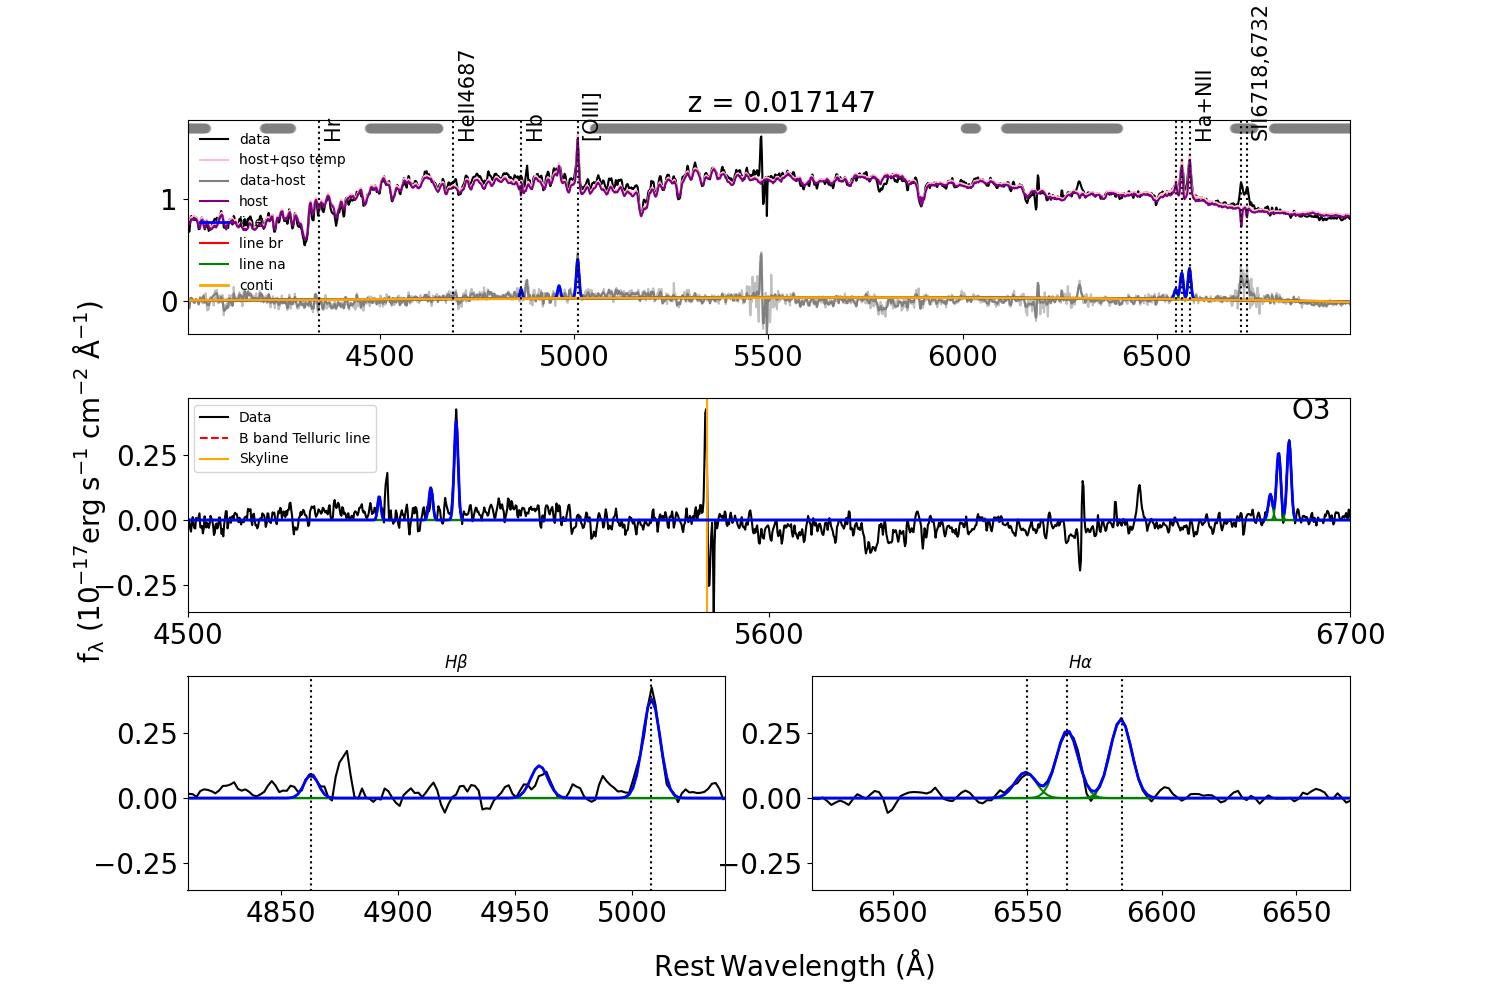 z = 0.017147
Hr
HeII4687
Hb
[OIII]
Ha+NII
SII6718,6732
data
host+qso temp
data-host
host
line
line br
line na
conti
1
0
4500 5000 5500 6000 6500
fλ (10⁻¹⁷erg s⁻¹ cm⁻² Å⁻¹)
Data
B band Telluric line
Skyline
O3
0.25
0.00
−0.25
4500 5600 6700
Hβ
0.25
0.00
−0.25
4850 4900 4950 5000
Hα
0.25
0.00
−0.25
6500 6550 6600 6650
Rest Wavelength (Å)